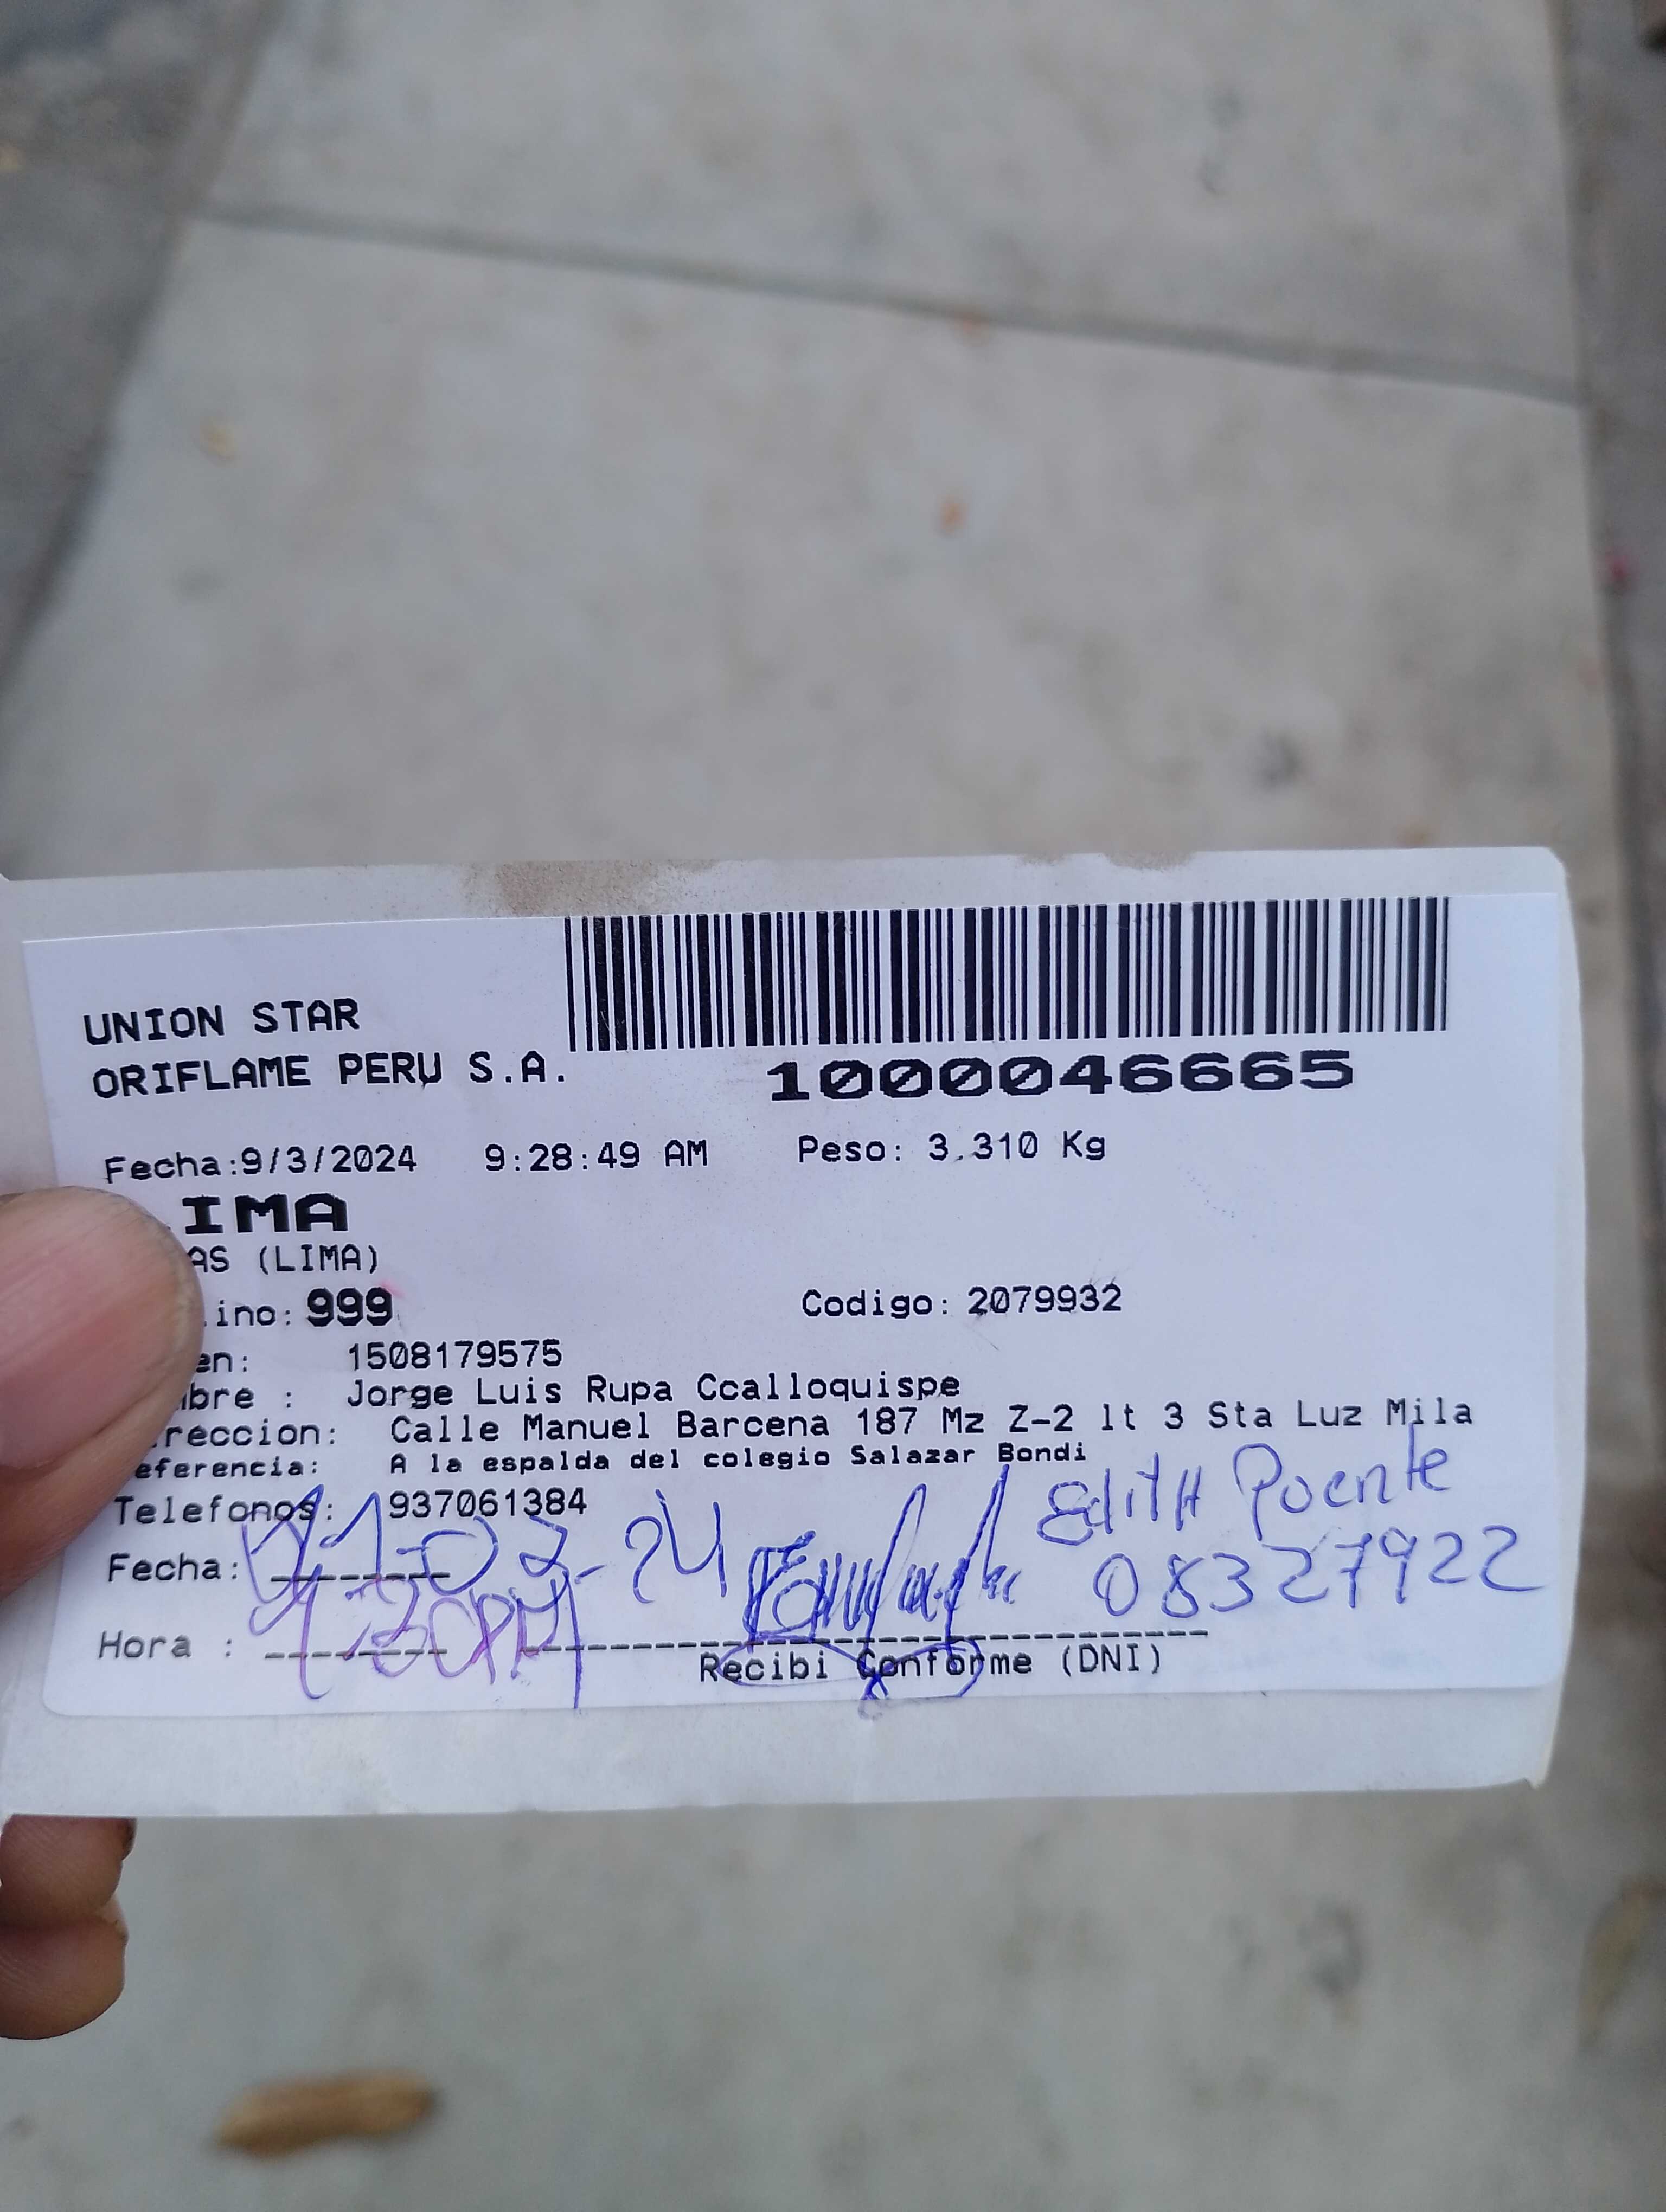 UNION STAR
ORIFLAME PERU S.A.
1000046665
Fecha:9/3/2024 9:28:49 AM Peso: 3.310 Kg
IMA
AS (LIMA)
ino: 999 Codigo: 2079932
en: 1508179575
bre : Jorge Luis Rupa Ccalloquispe
reccion: Calle Manuel Barcena 187 Mz Z-2 lt 3 Sta Luz Mila
eferencia: A la espalda del colegio Salazar Bondi
Telefonos: 937061384
Edith Puente
Fecha: 08327922
Hora :
Recibi Conforme (DNI)